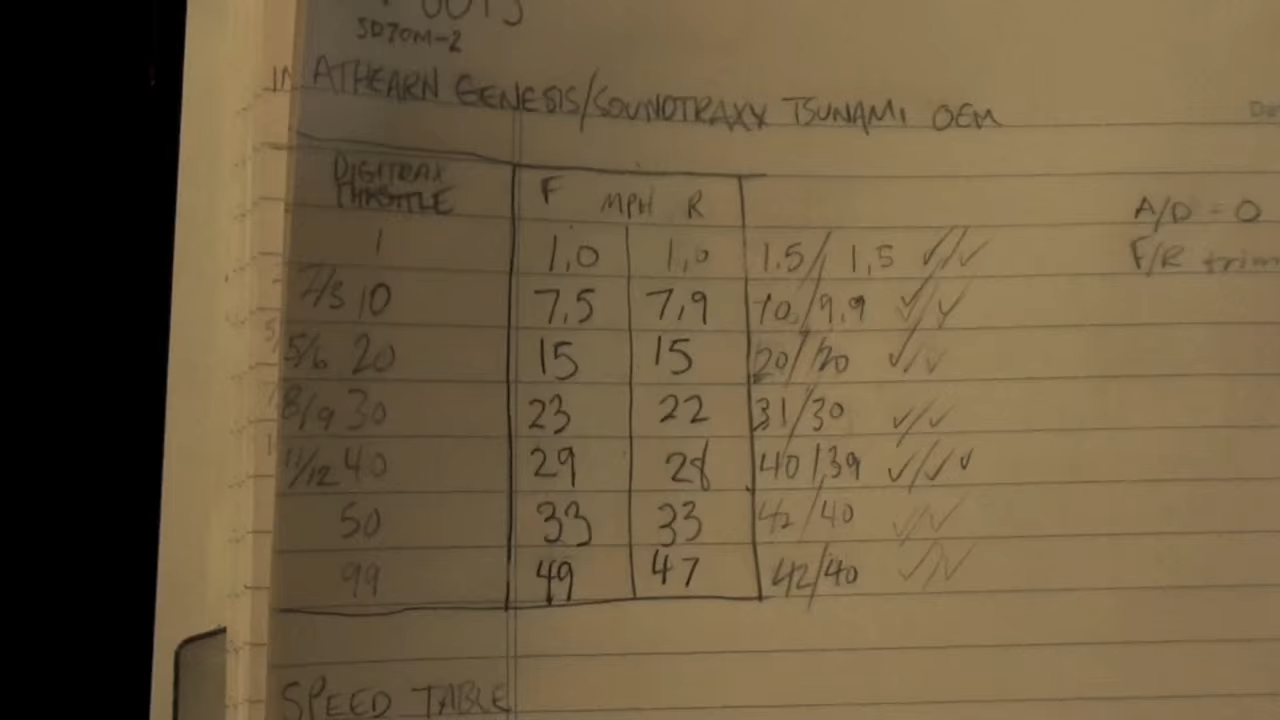 SD70M-2
IN ATHEARN GENESIS/SOUNDTRAXX TSUNAMI OEM
DIGITRAX THROTTLE F MPH R
A/D = 0
1 1.0 1.0 1.5/1.5 ✓/✓
F/R trim
10 7.5 7.9 10/9.9 ✓/✓
5/6 20 15 15 20/20 ✓/✓
8/9 30 23 22 31/30 ✓/✓
11/12 40 29 28 40/39 ✓/✓✓
50 33 33 42/40 ✓/✓
99 49 47 42/40 ✓/✓
SPEED TABLE